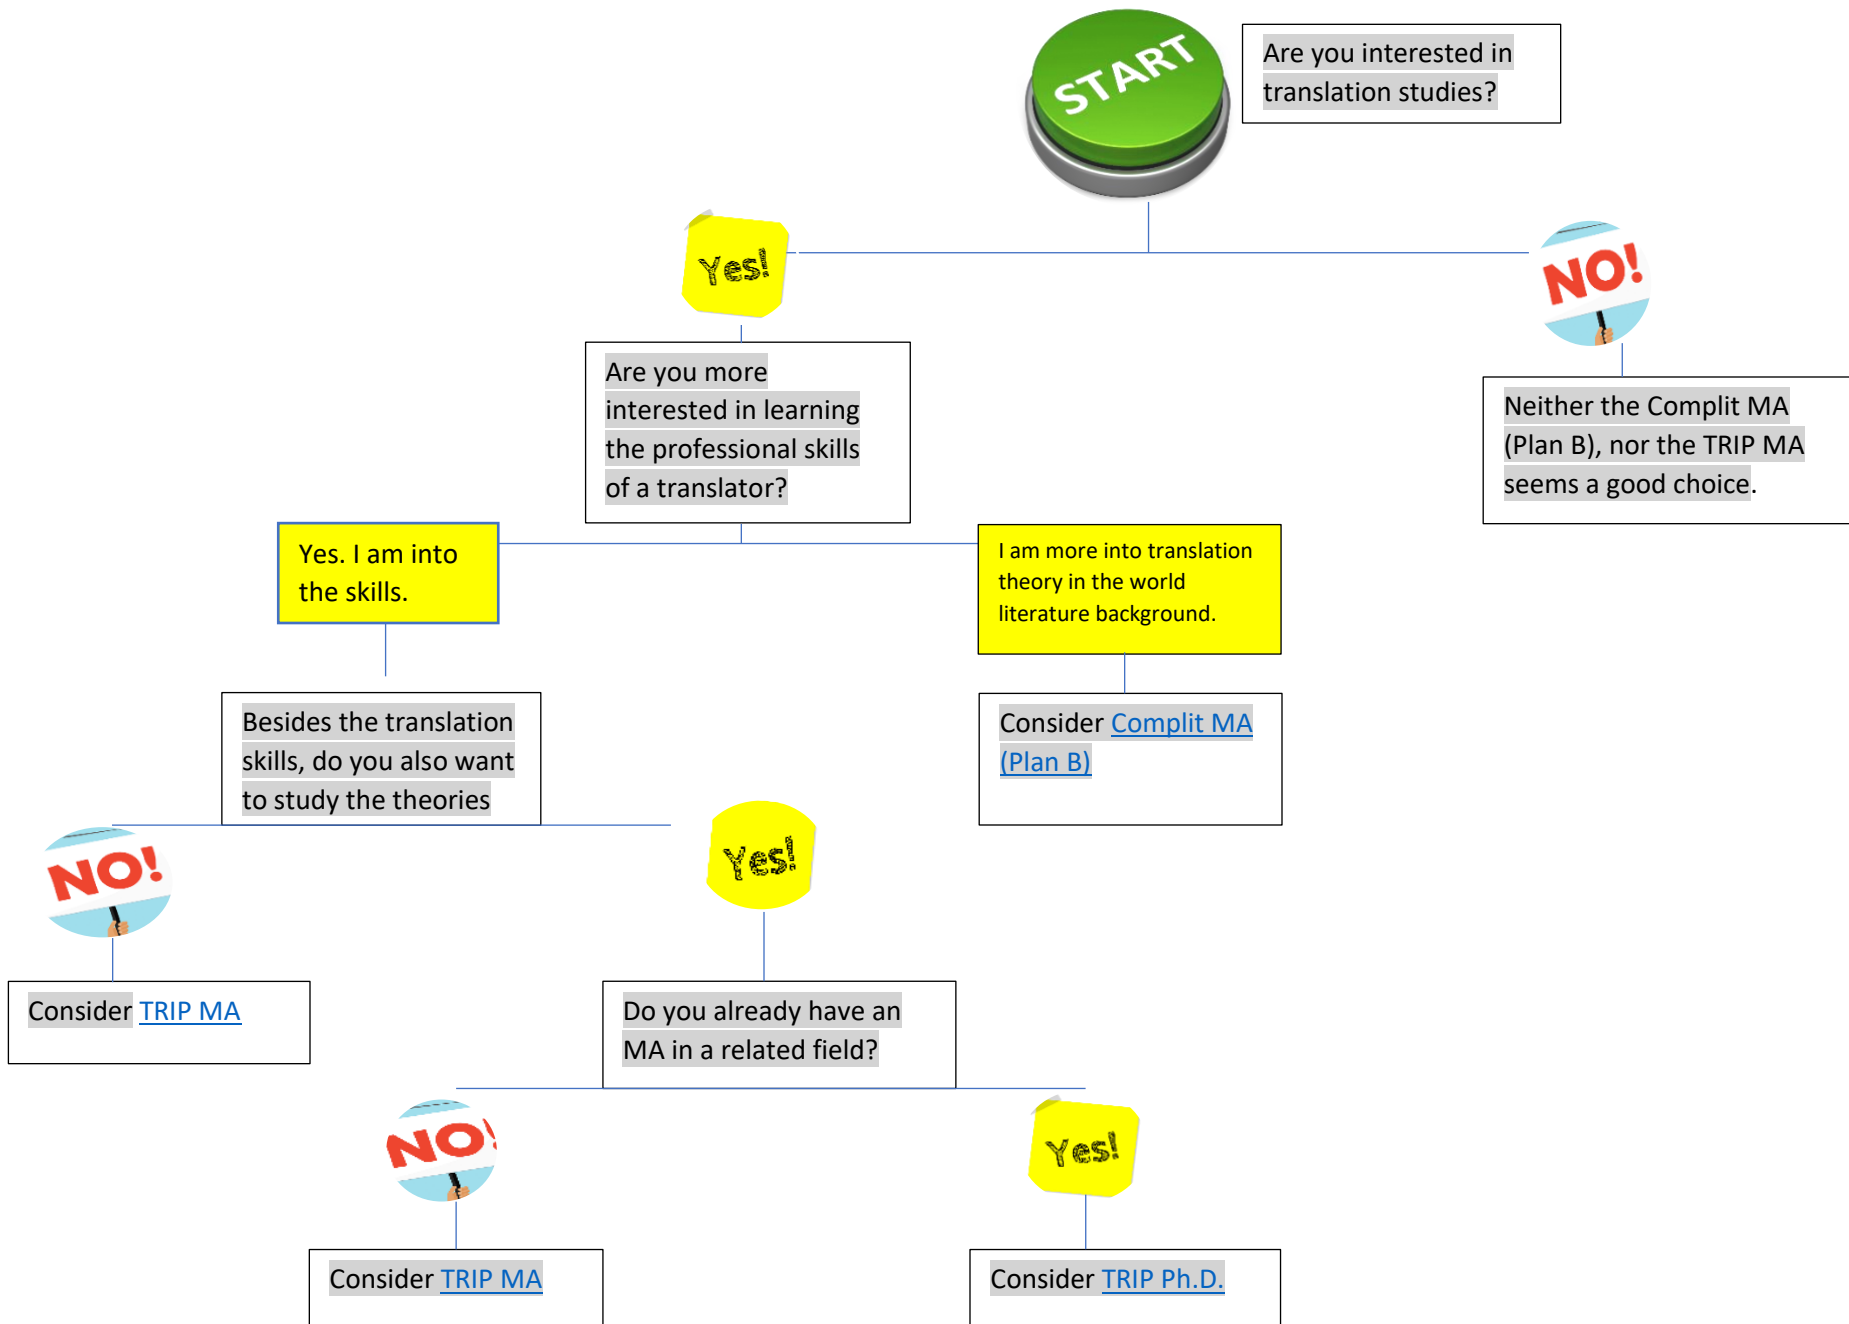 START
Are you interested in
translation studies?
Yes!
NO!
Are you more
interested in learning
the professional skills
of a translator?
Neither the Complit MA
(Plan B), nor the TRIP MA
seems a good choice.
Yes. I am into
the skills.
I am more into translation
theory in the world
literature background.
Besides the translation
skills, do you also want
to study the theories
Consider Complit MA
(Plan B)
NO!
Yes!
Consider TRIP MA
Do you already have an
MA in a related field?
NO!
Yes!
Consider TRIP MA
Consider TRIP Ph.D.